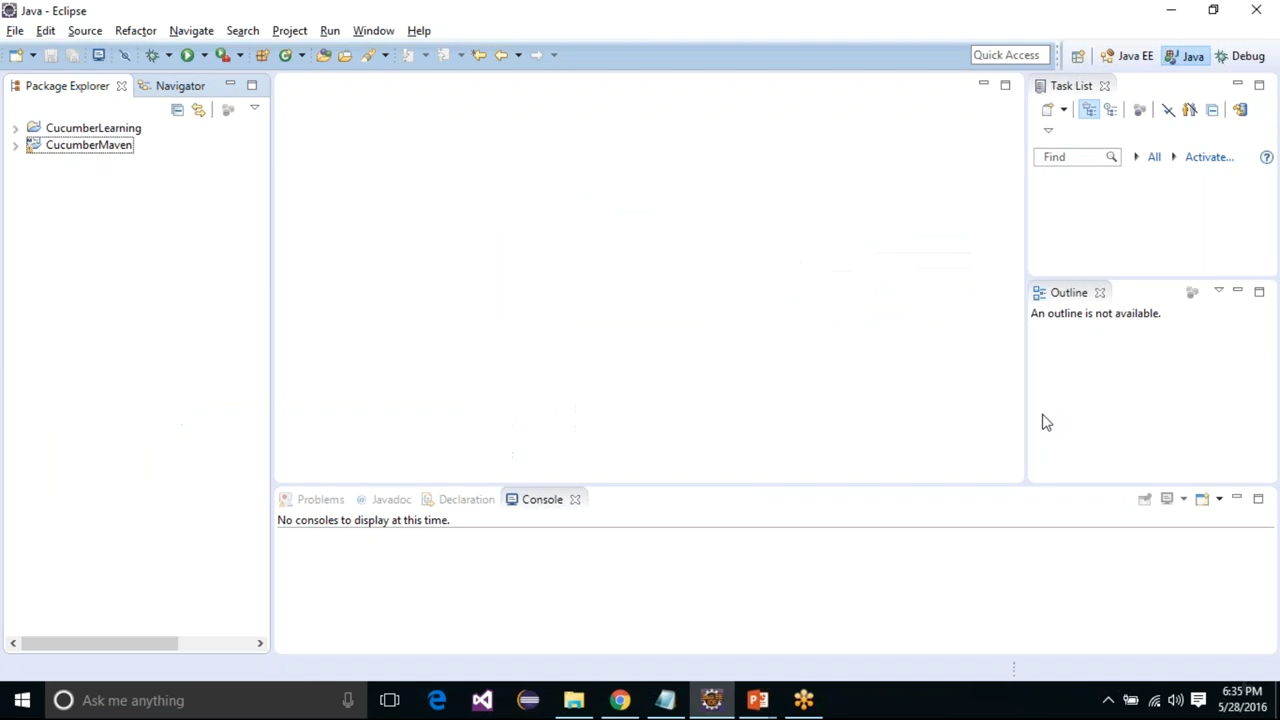 Java - Eclipse
File Edit Source Refactor Navigate Search Project Run Window Help
Quick Access Java EE Java Debug
Package Explorer Navigator Task List
CucumberLearning
CucumberMaven
Find All Activate...
Outline
An outline is not available.
Problems Javadoc Declaration Console
No consoles to display at this time.
Ask me anything
6:35 PM
5/28/2016